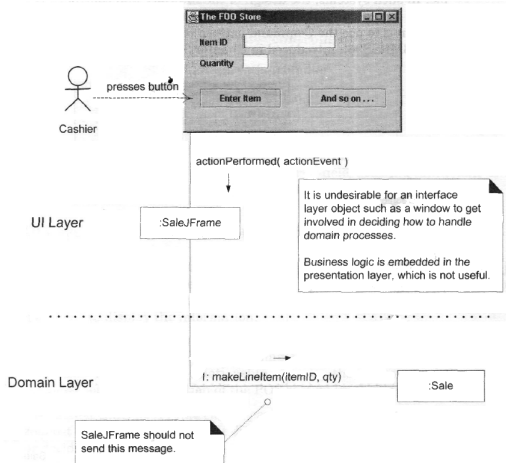 The FOO Store
Item ID
Quantity
presses button
Enter Item
And so on . . .
Cashier
actionPerformed( actionEvent )
It is undesirable for an interface
layer object such as a window to get
involved in deciding how to handle
domain processes.
Business logic is embedded in the
presentation layer, which is not useful.
UI Layer
:SaleJFrame
Domain Layer
1: makeLineItem(itemID, qty)
:Sale
SaleJFrame should not
send this message.